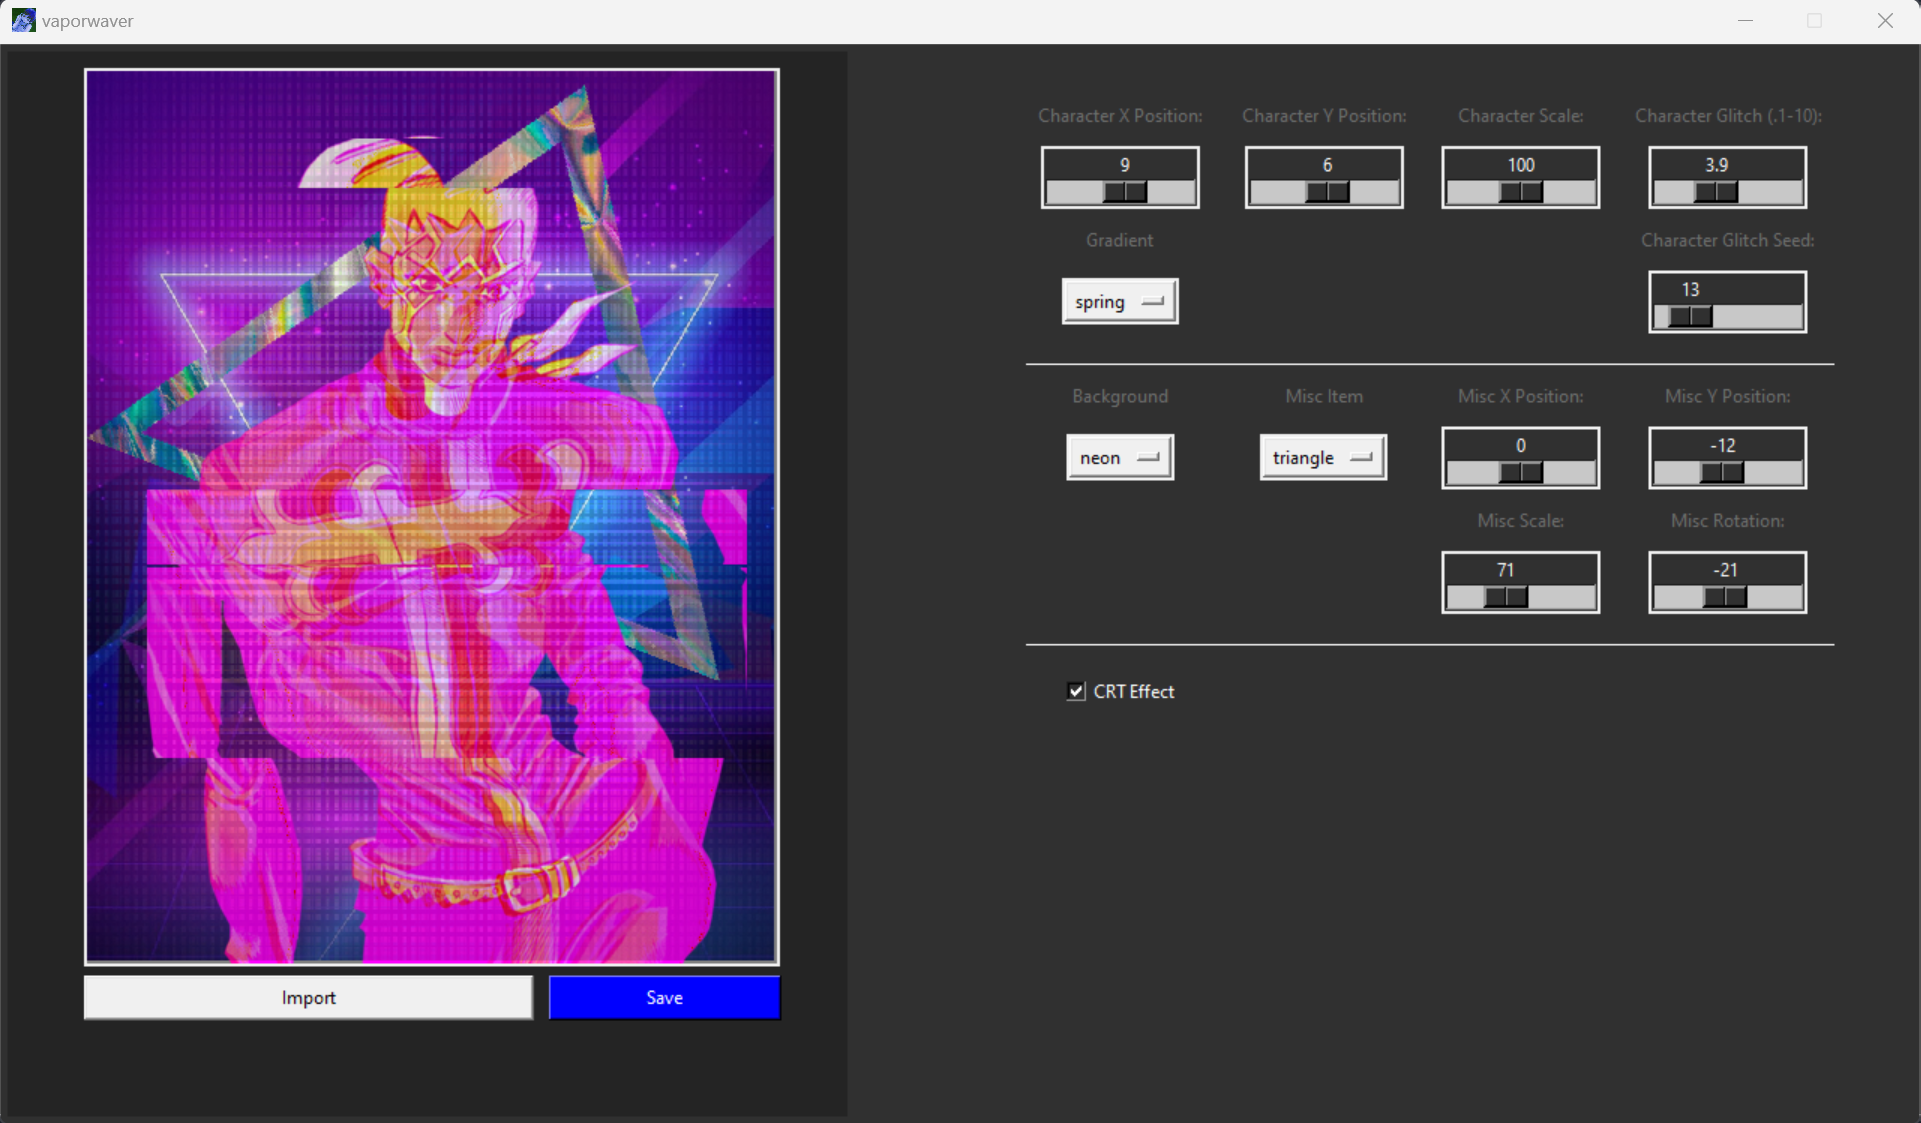 vaporwaver
Character X Position: Character Y Position: Character Scale: Character Glitch (.1-10):
9 6 100 3.9
Gradient Character Glitch Seed:
spring 13
Background Misc Item Misc X Position: Misc Y Position:
neon triangle 0 -12
Misc Scale: Misc Rotation:
71 -21
CRT Effect
Import Save